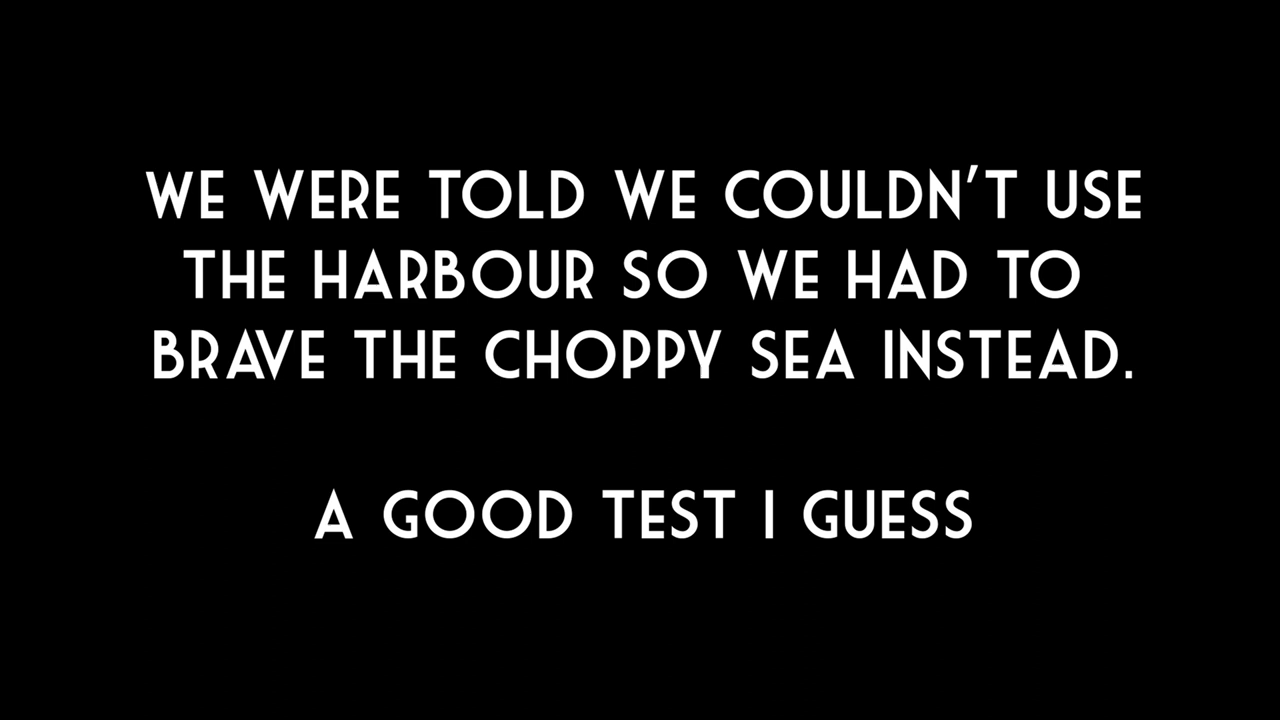 WE WERE TOLD WE COULDN'T USE
THE HARBOUR SO WE HAD TO
BRAVE THE CHOPPY SEA INSTEAD.
A GOOD TEST I GUESS